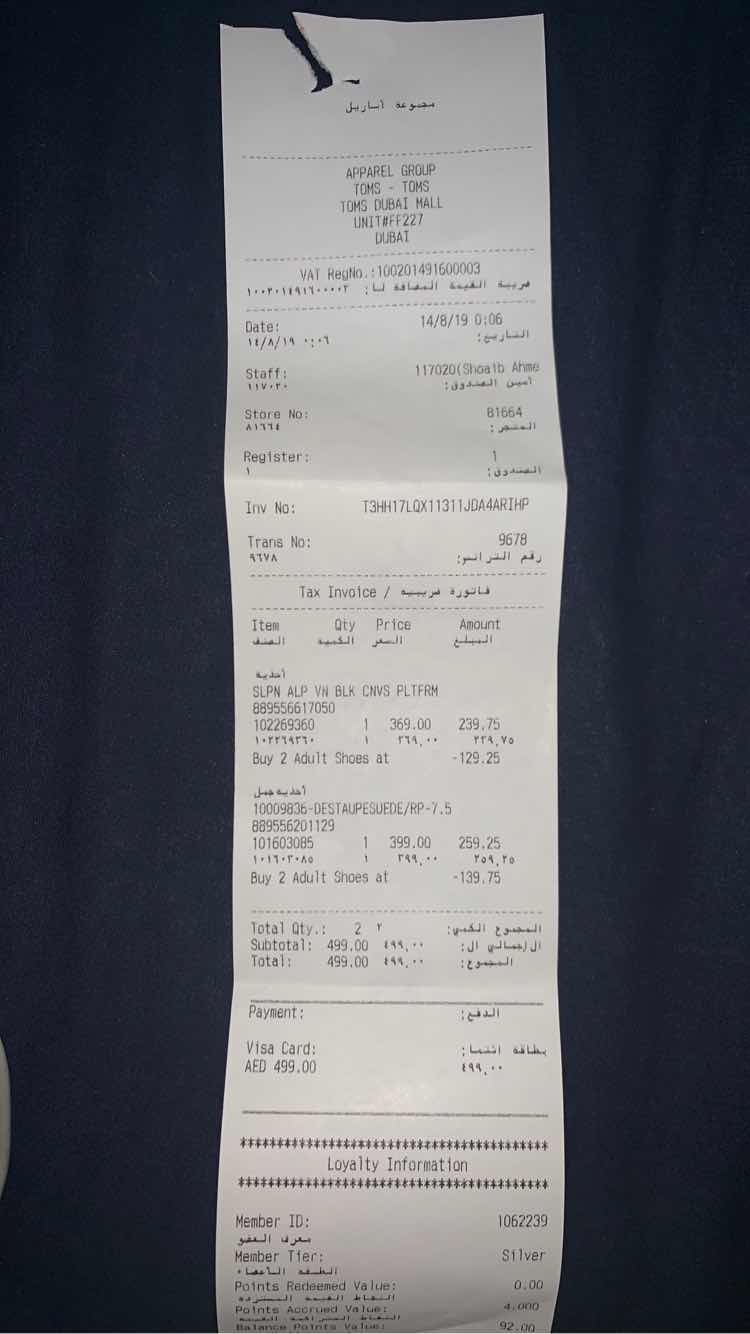 مجموعة أباريل
APPAREL GROUP
TOMS - TOMS
TOMS DUBAI MALL
UNIT#FF227
DUBAI
VAT RegNo.:100201491600003
ضريبة القيمة المضافة لنا: ١٠٠٢٠١٤٩١٦٠٠٠٠٣
Date: 14/8/19 0:06
١٤/٨/١٩ ٠:٠٦ التاريخ:
Staff: 117020(Shoaib Ahme
١١٧٠٢٠ أمين الصندوق:
Store No: 81664
٨١٦٦٤ المتجر:
Register: 1
١ الصندوق:
Inv No: T3HH17LQX11311JDA4ARIHP
Trans No: 9678
٩٦٧٨ رقم الترانس:
Tax Invoice / فاتورة ضريبيه
Item Qty Price Amount
الصنف الكمية السعر المبلغ
أحذية
SLPN ALP VN BLK CNVS PLTFRM
889556617050
102269360 1 369.00 239.75
١٠٢٢٦٩٣٦٠ ١ ٣٦٩,٠٠ ٢٣٩,٧٥
Buy 2 Adult Shoes at -129.25
أحذيه جمل
10009836-DESTAUPESUEDE/RP-7.5
889556201129
101603085 1 399.00 259.25
١٠١٦٠٣٠٨٥ ١ ٣٩٩,٠٠ ٢٥٩,٢٥
Buy 2 Adult Shoes at -139.75
Total Qty.: 2 ٢ المجموع الكمي:
Subtotal: 499.00 ٤٩٩,٠٠ الإجمالي ال:
Total: 499.00 ٤٩٩,٠٠ المجموع:
Payment: الدفع:
Visa Card: بطاقة ائتما:
AED 499.00 ٤٩٩,٠٠
***************************************
Loyalty Information
***************************************
Member ID: 1062239
معرف العضو
Member Tier: Silver
الطبقة الأعضاء
Points Redeemed Value: 0.00
النقاط القيمة المستردة
Points Accrued Value: 4.000
Balance Points Value: 92.00